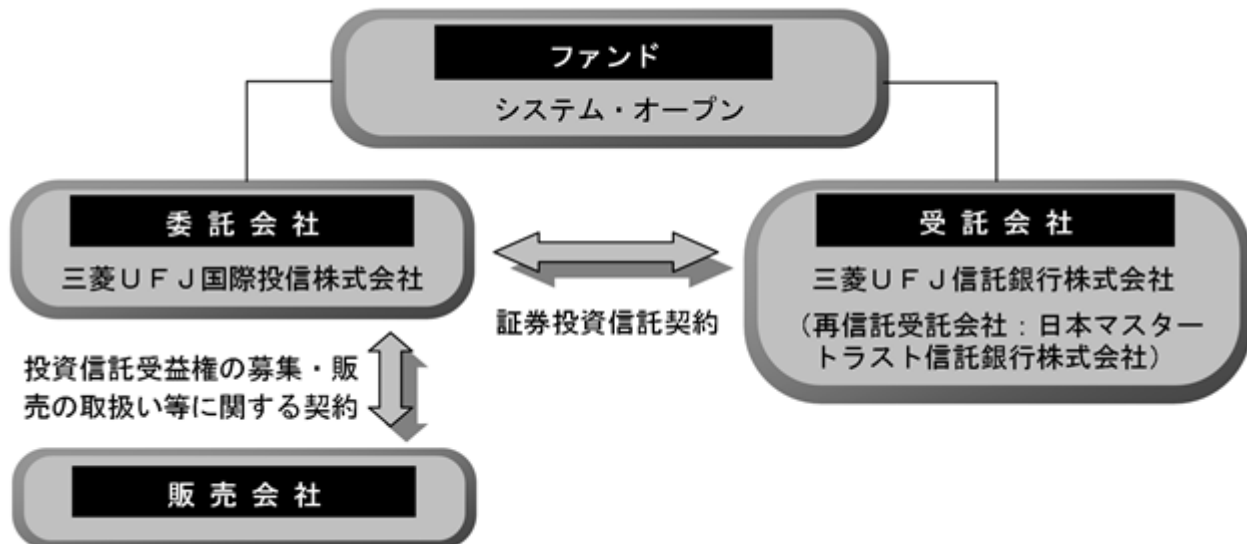 ファンド
システム・オープン
委託会社
三菱ＵＦＪ国際投信株式会社
受託会社
三菱ＵＦＪ信託銀行株式会社
（再信託受託会社：日本マスター
トラスト信託銀行株式会社）
証券投資信託契約
投資信託受益権の募集・販
売の取扱い等に関する契約
販売会社